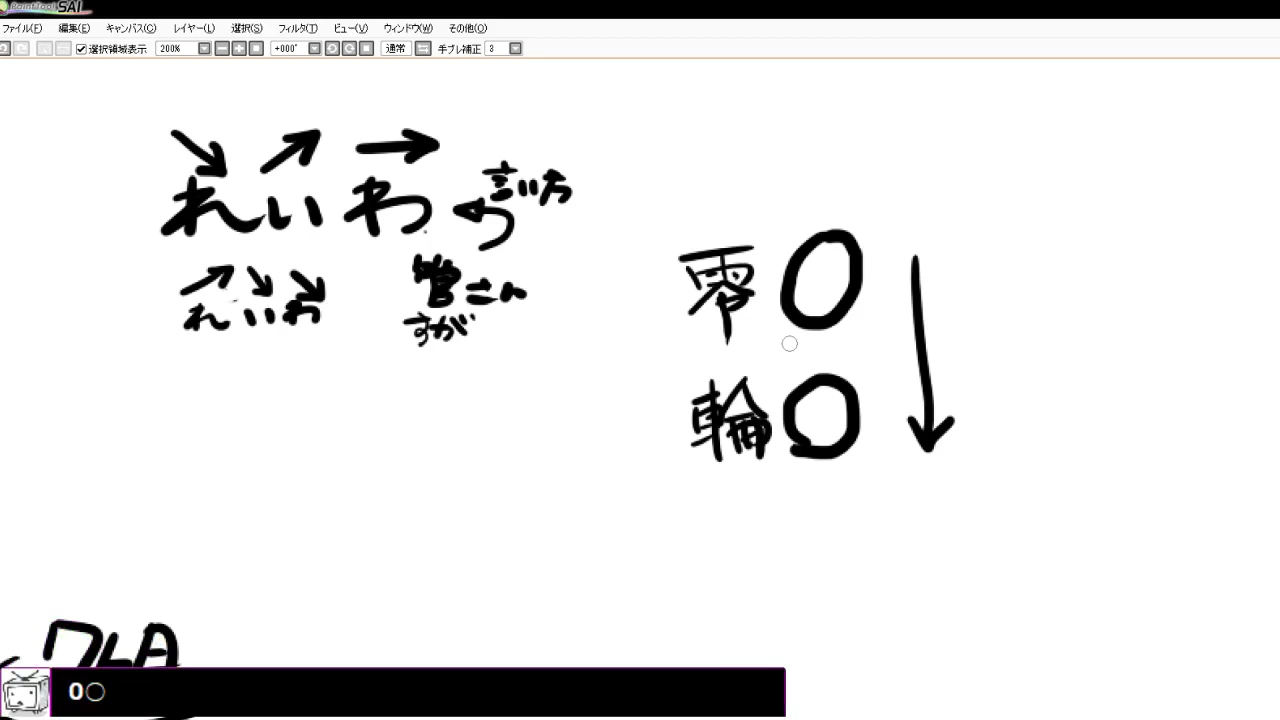 PaintTool SAI
ファイル(F) 編集(E) キャンバス(C) レイヤー(L) 選択(S) フィルタ(T) ビュー(V) ウィンドウ(W) その他(O)
選択領域表示 200% +000° 通常 手ブレ補正 3
れいわ
言い方
れいわ
菅さん
すが
零 0
輪 〇
0〇